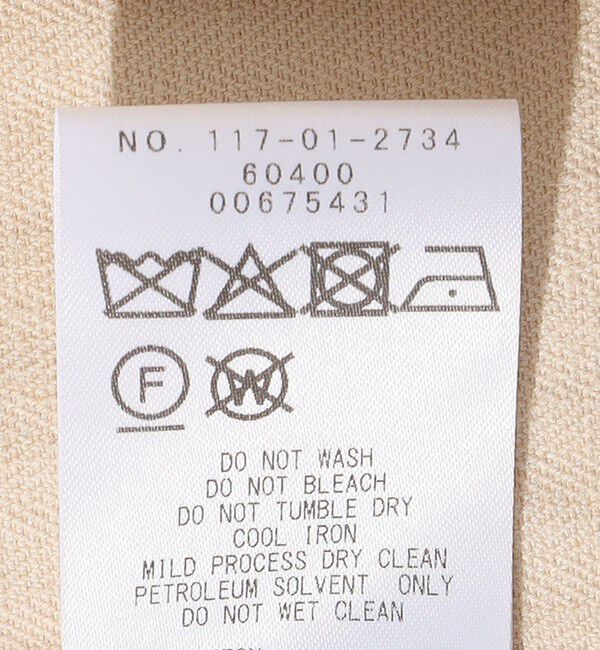 NO. 117-01-2734
60400
00675431
F W
DO NOT WASH
DO NOT BLEACH
DO NOT TUMBLE DRY
COOL IRON
MILD PROCESS DRY CLEAN
PETROLEUM SOLVENT ONLY
DO NOT WET CLEAN